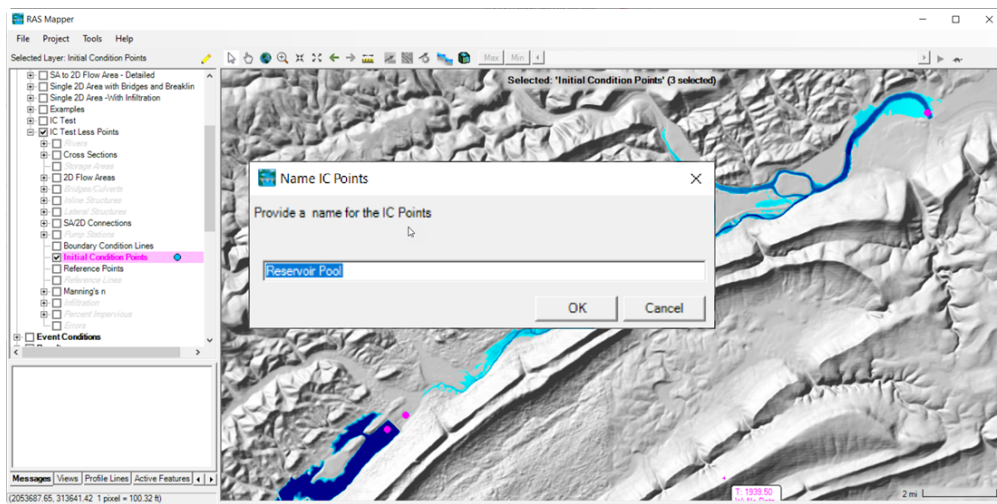 RAS Mapper
File Project Tools Help
Selected Layer: Initial Condition Points
Max Min
SA to 2D Flow Area - Detailed
Single 2D Area with Bridges and Breaklin
Single 2D Area -With Infiltration
Examples
IC Test
IC Test Less Points
Rivers
Cross Sections
Storage Areas
2D Flow Areas
Bridges/Culverts
Inline Structures
Lateral Structures
SA/2D Connections
Pump Stations
Boundary Condition Lines
Initial Condition Points
Reference Points
Reference Lines
Manning's n
Infiltration
Percent Impervious
Errors
Event Conditions
Selected: 'Initial Condition Points' (3 selected)
Name IC Points
Provide a name for the IC Points
Reservoir Pool
OK Cancel
Messages Views Profile Lines Active Features
(2053687.65, 313641.42 1 pixel = 100.32 ft)
T: 1939.50
2 mi